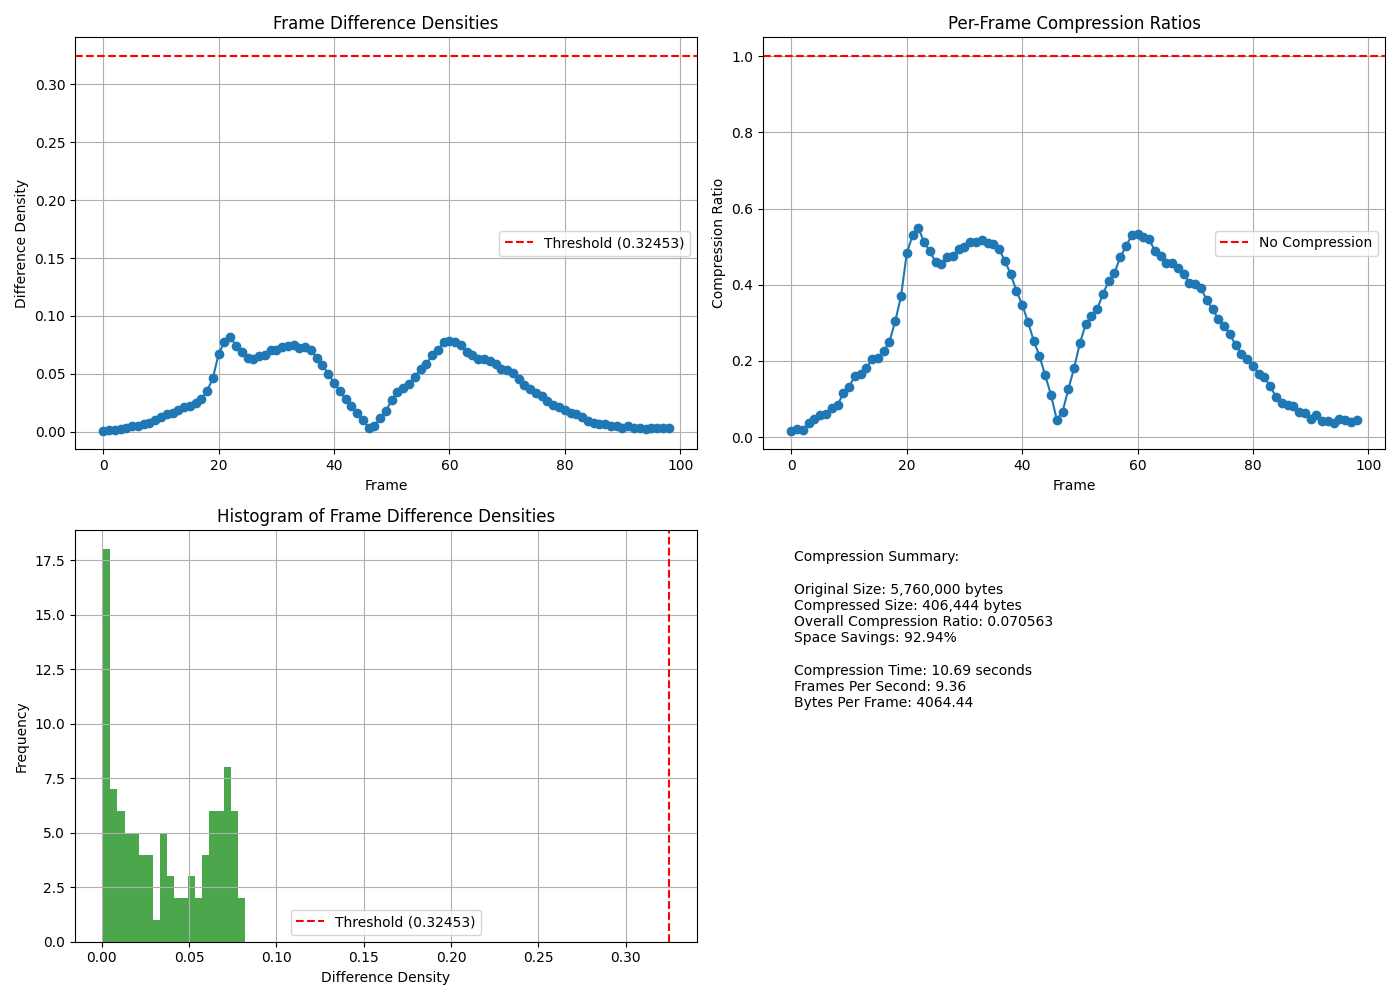 Frame Difference Densities
Difference Density
0.30
0.25
0.20
0.15
0.10
0.05
0.00
Threshold (0.32453)
0 20 40 60 80 100
Frame
Per-Frame Compression Ratios
Compression Ratio
1.0
0.8
0.6
0.4
0.2
0.0
No Compression
0 20 40 60 80 100
Frame
Histogram of Frame Difference Densities
Frequency
17.5
15.0
12.5
10.0
7.5
5.0
2.5
0.0
Threshold (0.32453)
0.00 0.05 0.10 0.15 0.20 0.25 0.30
Difference Density
Compression Summary:
Original Size: 5,760,000 bytes
Compressed Size: 406,444 bytes
Overall Compression Ratio: 0.070563
Space Savings: 92.94%
Compression Time: 10.69 seconds
Frames Per Second: 9.36
Bytes Per Frame: 4064.44